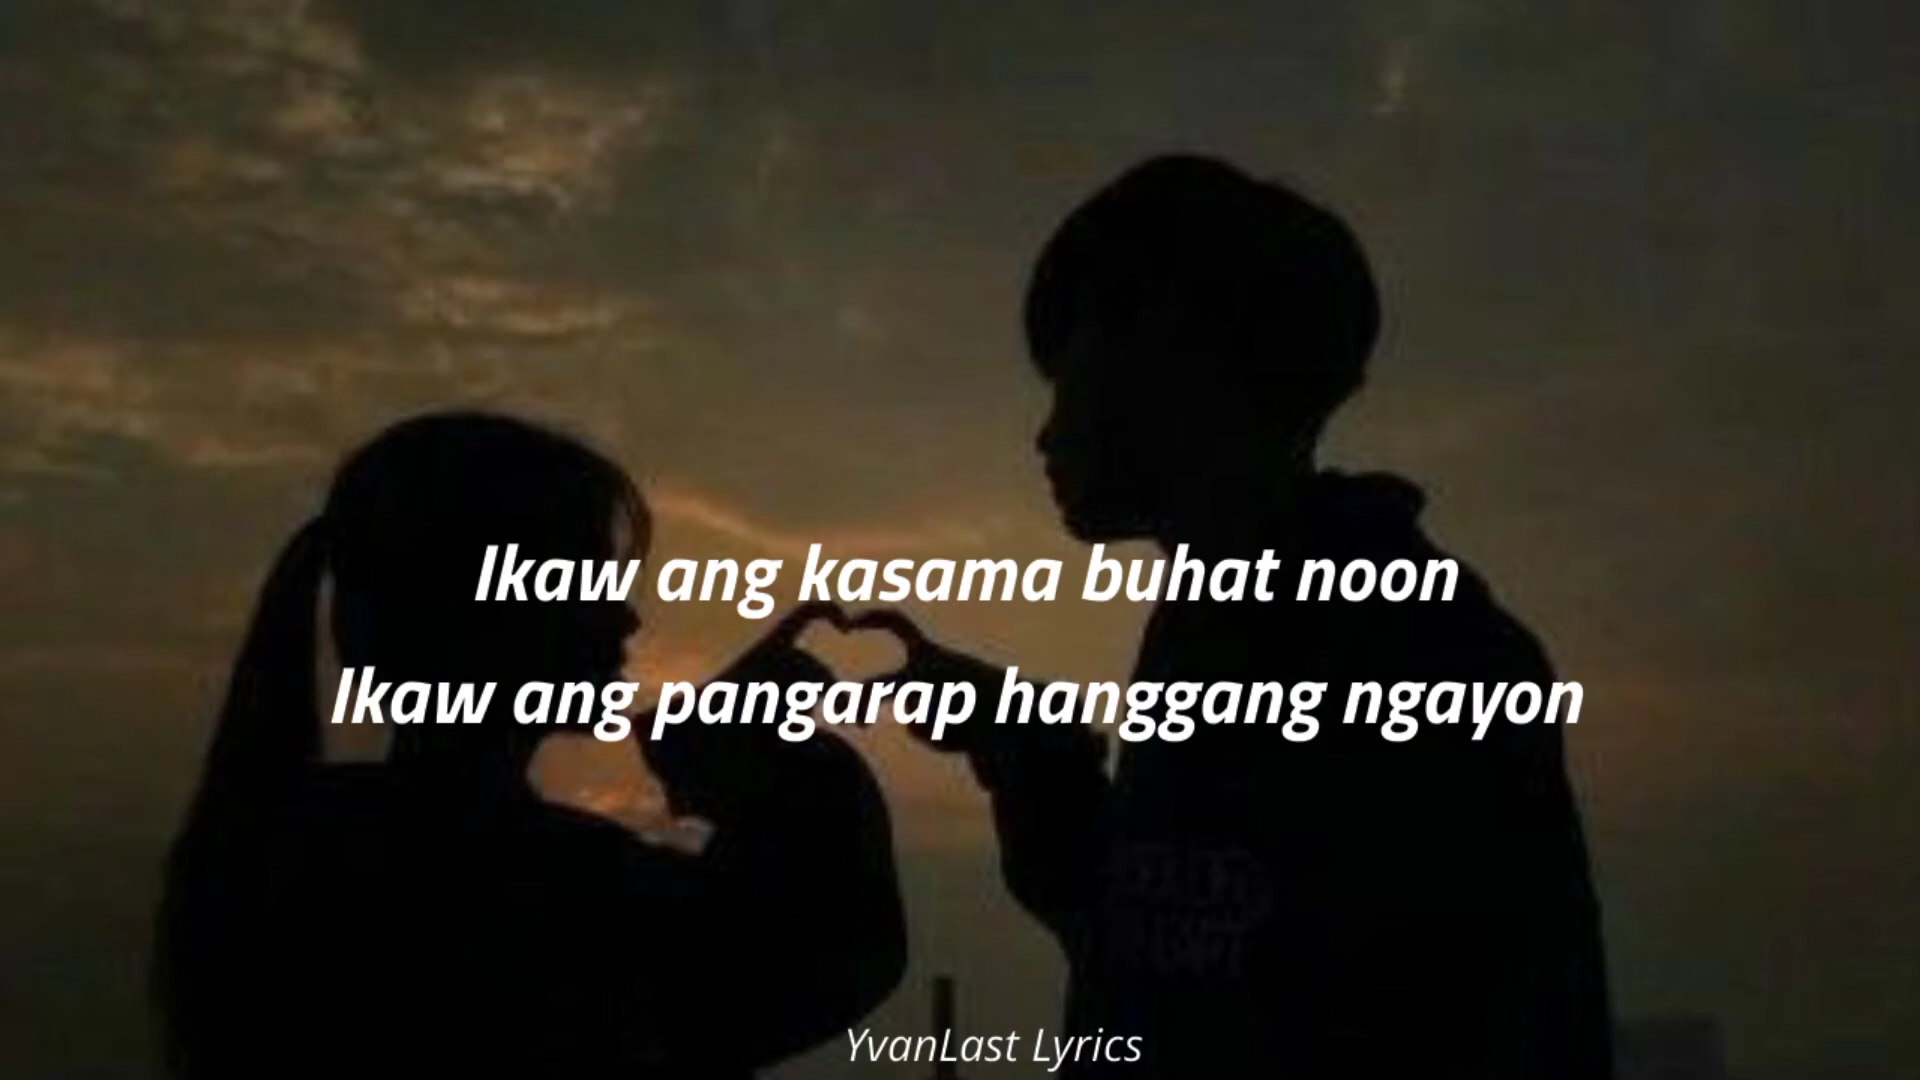 Ikaw ang kasama buhat noon
Ikaw ang pangarap hanggang ngayon
YvanLast Lyrics